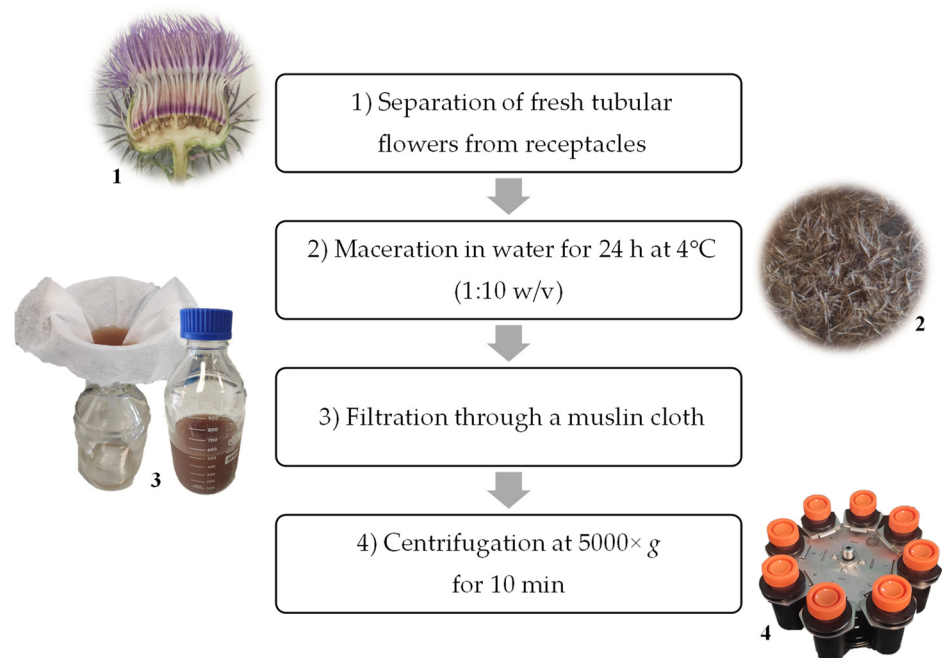 1) Separation of fresh tubular
flowers from receptacles
1
2) Maceration in water for 24 h at 4°C
(1:10 w/v)
2
3) Filtration through a muslin cloth
3
4) Centrifugation at 5000× g
for 10 min
4